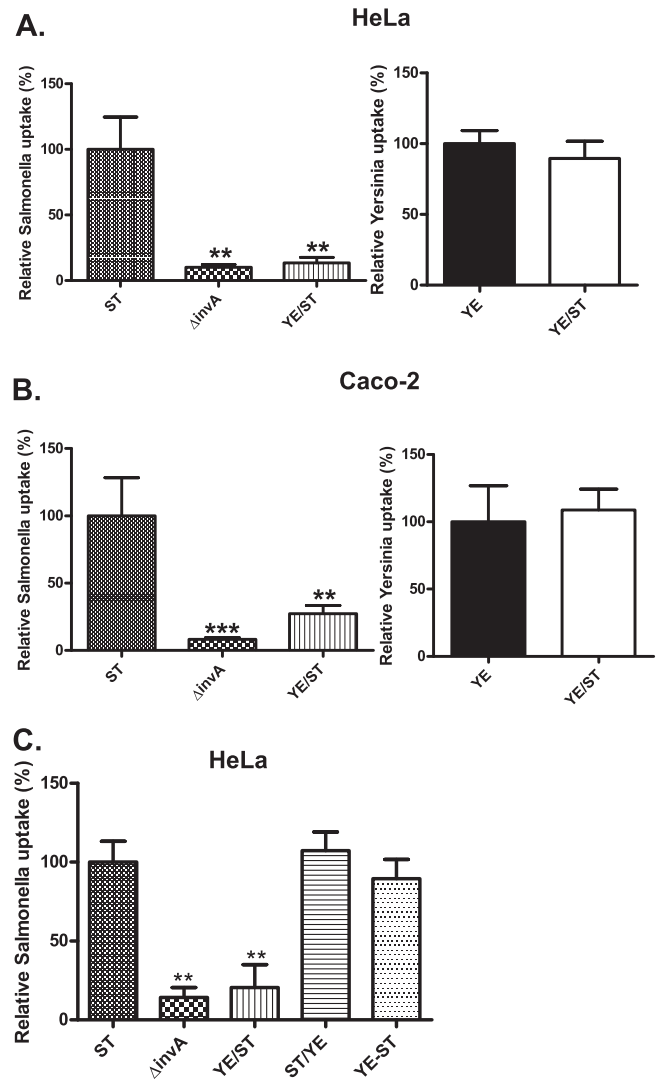 A.
HeLa
Relative Salmonella uptake (%)
150
100
50
0
**
**
ST
ΔinvA
YE/ST
Relative Yersinia uptake (%)
150
100
50
0
YE
YE/ST
B.
Caco-2
Relative Salmonella uptake (%)
150
100
50
0
***
**
ST
ΔinvA
YE/ST
Relative Yersinia uptake (%)
150
100
50
0
YE
YE/ST
C.
HeLa
Relative Salmonella uptake (%)
150
100
50
0
**
**
ST
ΔinvA
YE/ST
ST/YE
YE-ST